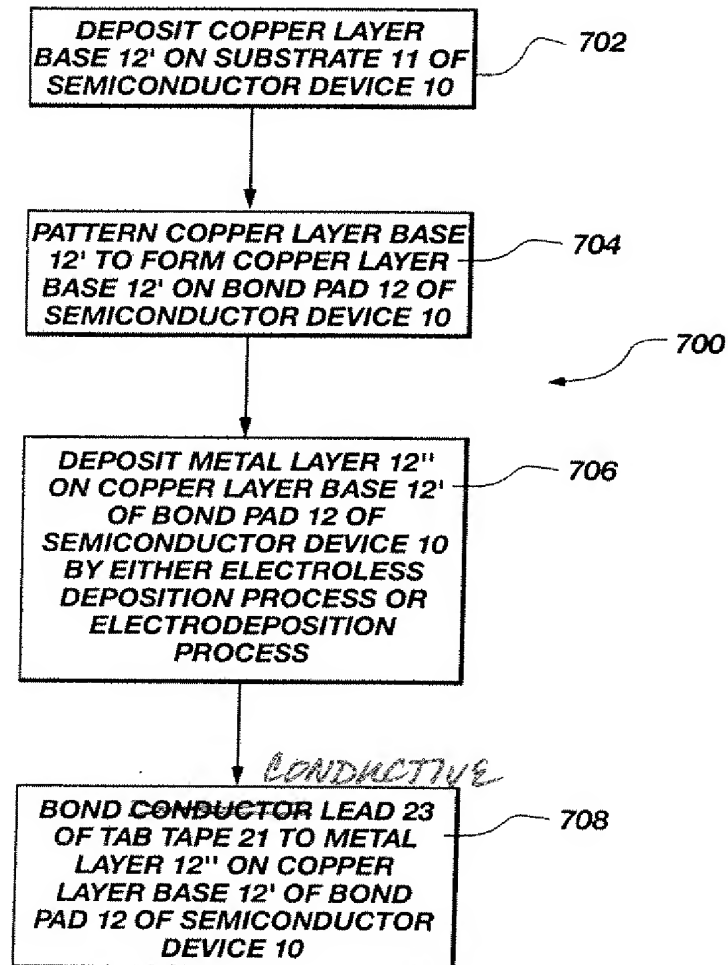 DEPOSIT COPPER LAYER
BASE 12' ON SUBSTRATE 11 OF
SEMICONDUCTOR DEVICE 10
702
PATTERN COPPER LAYER BASE
12' TO FORM COPPER LAYER
BASE 12' ON BOND PAD 12 OF
SEMICONDUCTOR DEVICE 10
704
700
DEPOSIT METAL LAYER 12"
ON COPPER LAYER BASE 12'
OF BOND PAD 12 OF
SEMICONDUCTOR DEVICE 10
BY EITHER ELECTROLESS
DEPOSITION PROCESS OR
ELECTRODEPOSITION
PROCESS
706
CONDUCTIVE
BOND CONDUCTOR LEAD 23
OF TAB TAPE 21 TO METAL
LAYER 12" ON COPPER
LAYER BASE 12' OF BOND
PAD 12 OF SEMICONDUCTOR
DEVICE 10
708